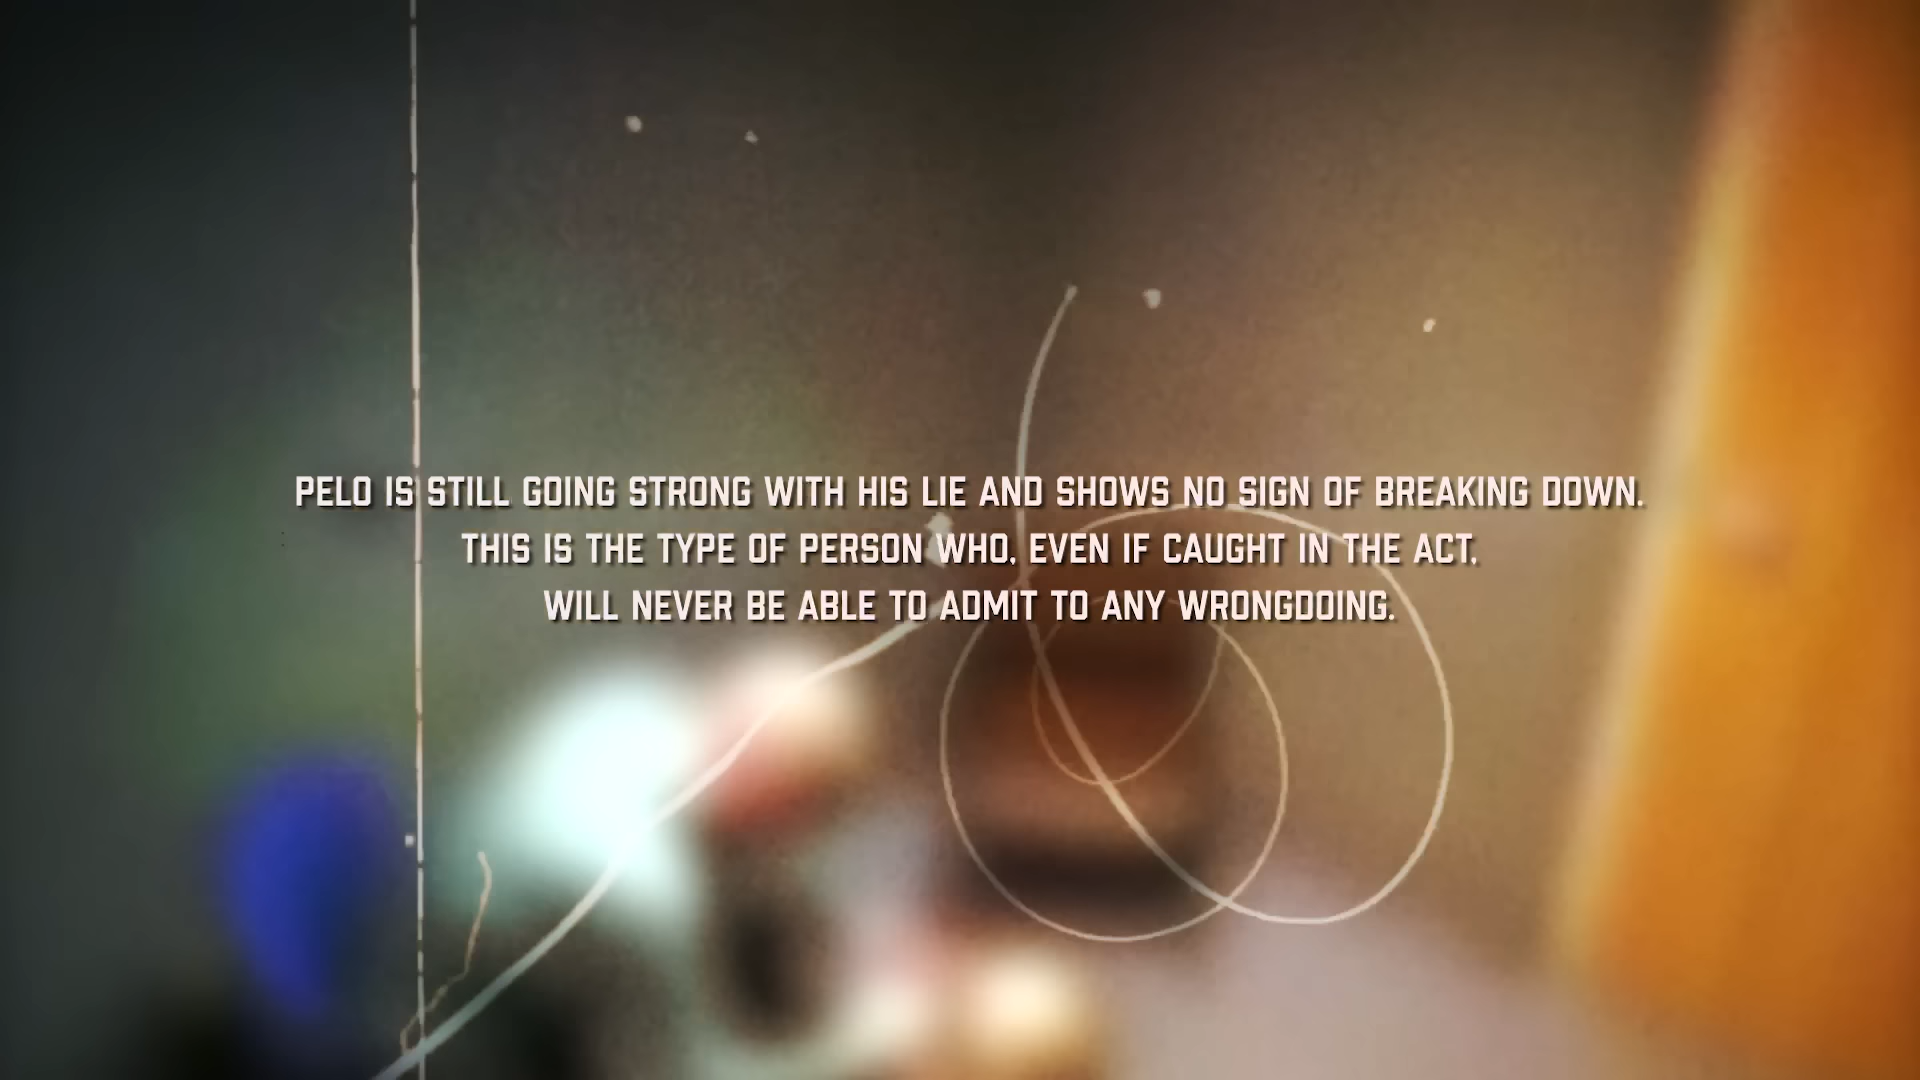 PELO IS STILL GOING STRONG WITH HIS LIE AND SHOWS NO SIGN OF BREAKING DOWN.
THIS IS THE TYPE OF PERSON WHO, EVEN IF CAUGHT IN THE ACT,
WILL NEVER BE ABLE TO ADMIT TO ANY WRONGDOING.